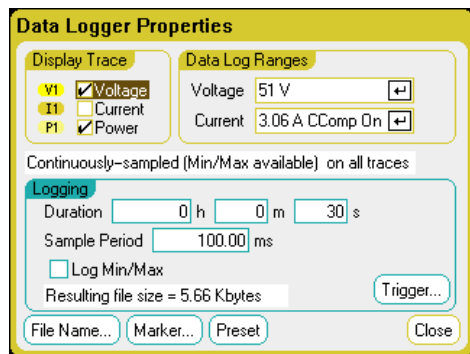 Data Logger Properties
Display Trace
V1 Voltage
I1 Current
P1 Power
Data Log Ranges
Voltage 51 V
Current 3.06 A CComp On
Continuously-sampled (Min/Max available) on all traces
Logging
Duration 0 h 0 m 30 s
Sample Period 100.00 ms
Log Min/Max
Resulting file size = 5.66 Kbytes
Trigger...
File Name... Marker... Preset Close